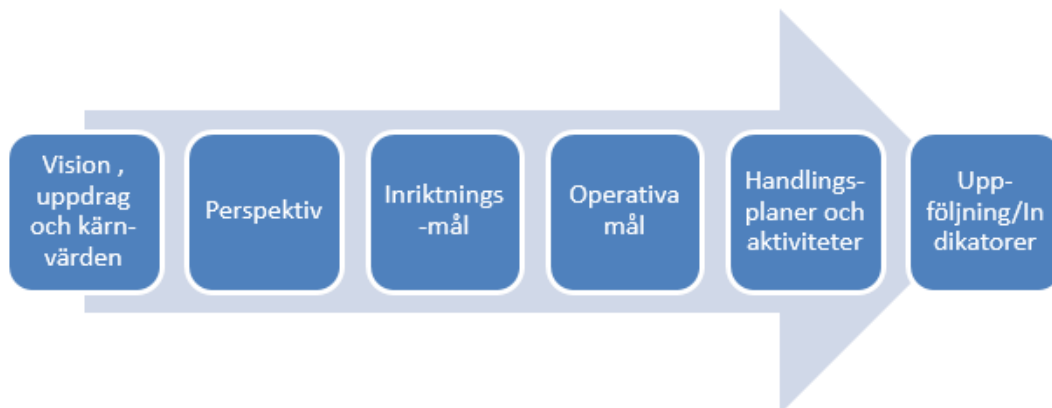 Vision ,
uppdrag
och kärn-
värden
Perspektiv
Inriktnings
-mål
Operativa
mål
Handlings-
planer och
aktiviteter
Upp-
följning/In
dikatorer